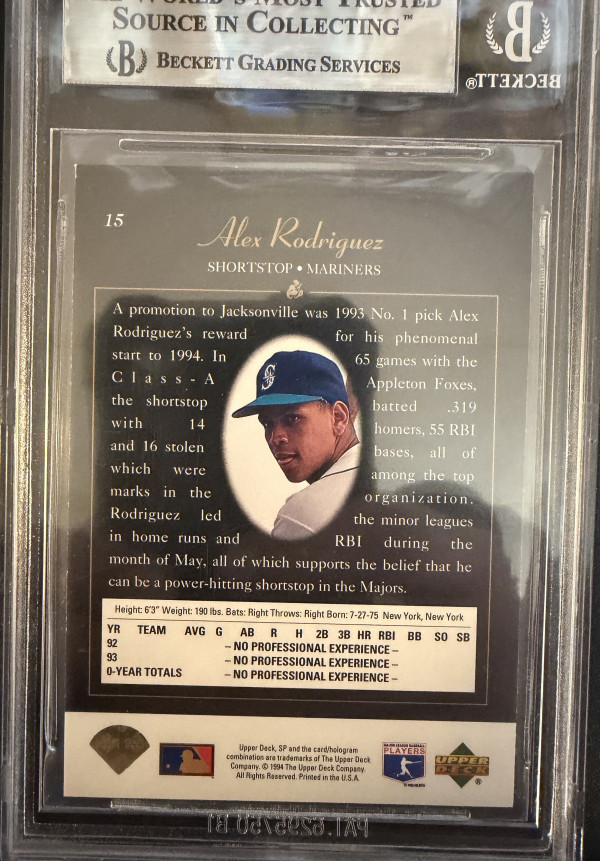 THE WORLD'S MOST TRUSTED
SOURCE IN COLLECTING™
B BECKETT GRADING SERVICES
B
BECKETT®
15
Alex Rodriguez
SHORTSTOP • MARINERS
A promotion to Jacksonville was 1993 No. 1 pick Alex
Rodriguez's reward for his phenomenal
start to 1994. In 65 games with the
Class-A Appleton Foxes,
the shortstop batted .319
with 14 homers, 55 RBI
and 16 stolen bases, all of
which were among the top
marks in the organization.
Rodriguez led the minor leagues
in home runs and RBI during the
month of May, all of which supports the belief that he
can be a power-hitting shortstop in the Majors.
S
Height: 6'3" Weight: 190 lbs. Bats: Right Throws: Right Born: 7-27-75 New York, New York
YR TEAM AVG G AB R H 2B 3B HR RBI BB SO SB
92 – NO PROFESSIONAL EXPERIENCE –
93 – NO PROFESSIONAL EXPERIENCE –
0-YEAR TOTALS – NO PROFESSIONAL EXPERIENCE –
Upper Deck, SP and the card/hologram
combination are trademarks of The Upper Deck
Company. © 1994 The Upper Deck Company.
All Rights Reserved. Printed in the U.S.A.
MAJOR LEAGUE BASEBALL
PLAYERS
UPPER
DECK
®